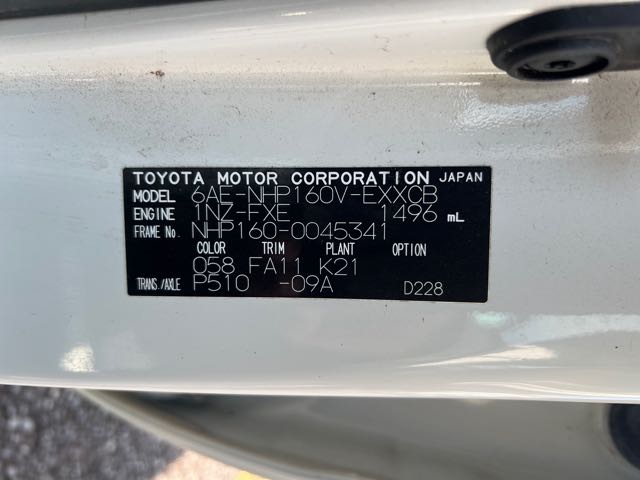 TOYOTA MOTOR CORPORATION JAPAN
MODEL 6AE-NHP160V-EXXCB
ENGINE 1NZ-FXE 1496 mL
FRAME No. NHP160-0045341
COLOR TRIM PLANT OPTION
058 FA11 K21
TRANS./AXLE P510 -09A D228